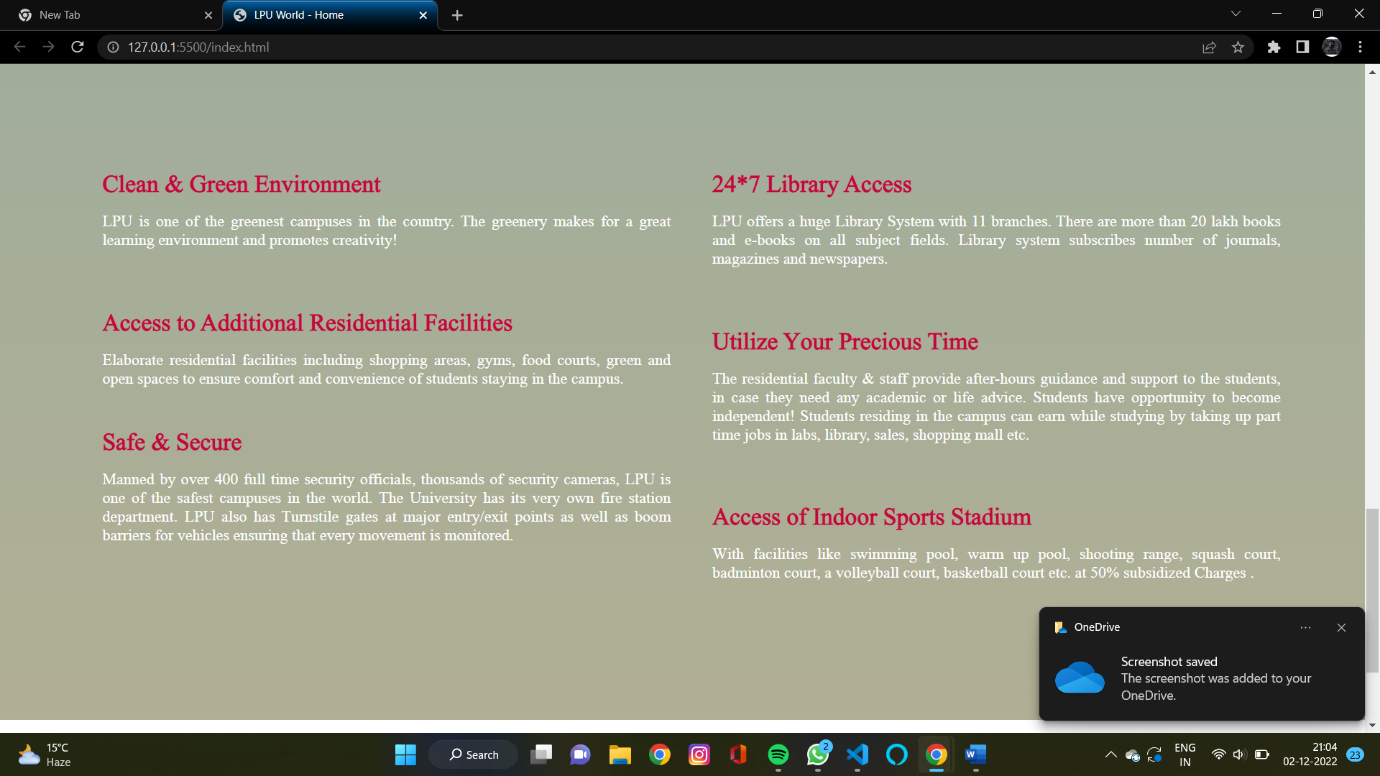 New Tab
LPU World - Home
127.0.0.1:5500/index.html
Clean & Green Environment
LPU is one of the greenest campuses in the country. The greenery makes for a great
learning environment and promotes creativity!
Access to Additional Residential Facilities
Elaborate residential facilities including shopping areas, gyms, food courts, green and
open spaces to ensure comfort and convenience of students staying in the campus.
Safe & Secure
Manned by over 400 full time security officials, thousands of security cameras, LPU is
one of the safest campuses in the world. The University has its very own fire station
department. LPU also has Turnstile gates at major entry/exit points as well as boom
barriers for vehicles ensuring that every movement is monitored.
24*7 Library Access
LPU offers a huge Library System with 11 branches. There are more than 20 lakh books
and e-books on all subject fields. Library system subscribes number of journals,
magazines and newspapers.
Utilize Your Precious Time
The residential faculty & staff provide after-hours guidance and support to the students,
in case they need any academic or life advice. Students have opportunity to become
independent! Students residing in the campus can earn while studying by taking up part
time jobs in labs, library, sales, shopping mall etc.
Access of Indoor Sports Stadium
With facilities like swimming pool, warm up pool, shooting range, squash court,
badminton court, a volleyball court, basketball court etc. at 50% subsidized Charges .
OneDrive
Screenshot saved
The screenshot was added to your
OneDrive.
15°C
Haze
Search
2
W
ENG
IN
21:04
02-12-2022
23